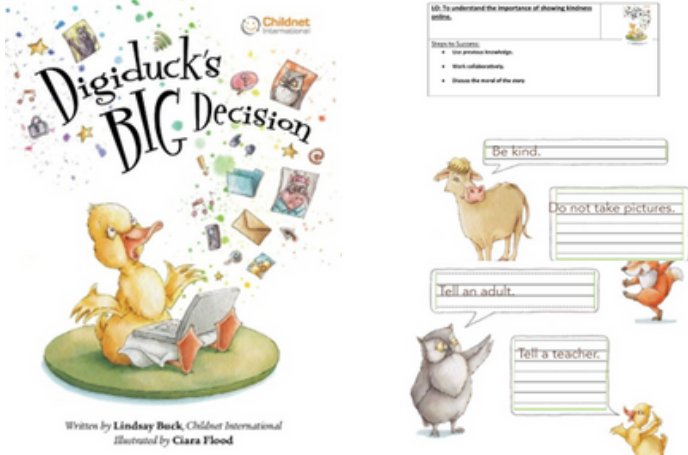 Childnet
International
Digiduck's
BIG Decision
Written by Lindsay Buck, Childnet International
Illustrated by Ciara Flood
LO: To understand the importance of showing kindness
online.
Steps to Success:
Use previous knowledge.
Work collaboratively.
Discuss the moral of the story.
Be kind.
Do not take pictures.
Tell an adult.
Tell a teacher.